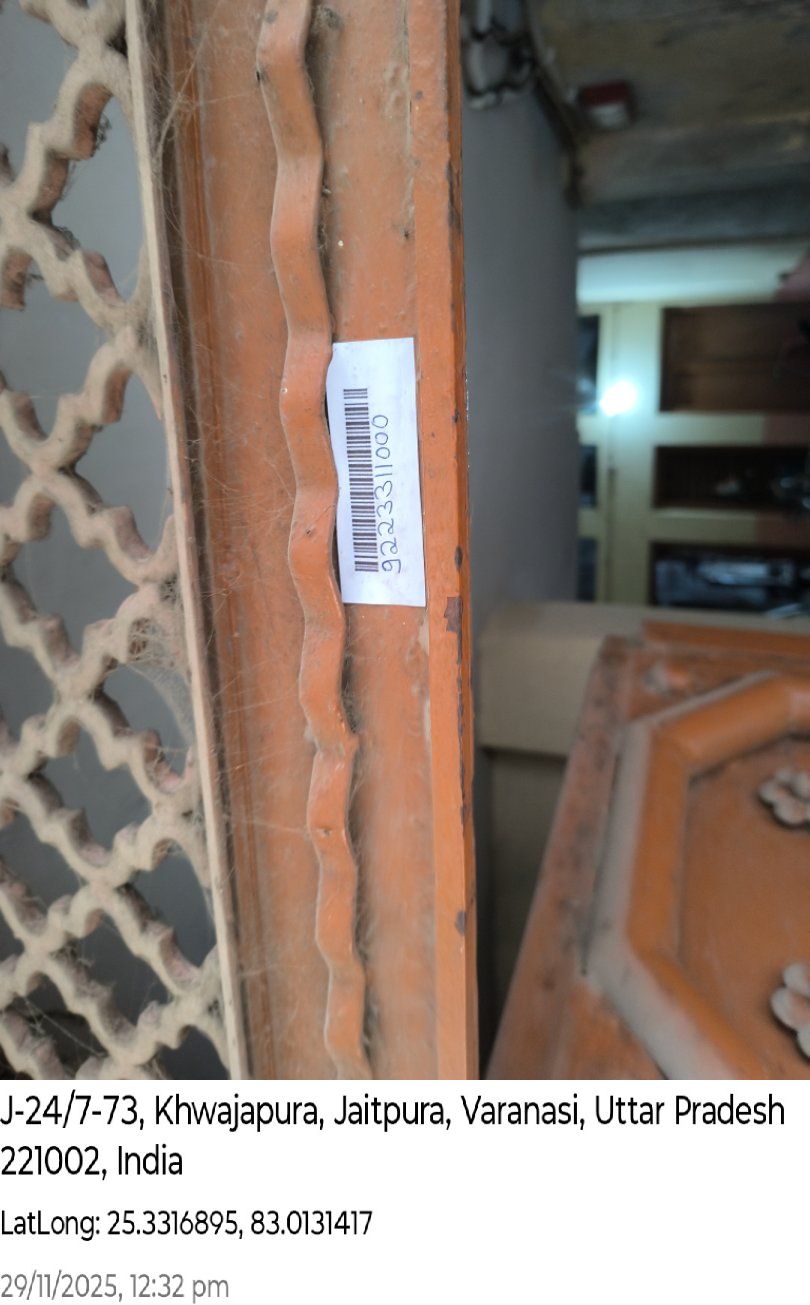 9223311000
J-24/7-73, Khwajapura, Jaitpura, Varanasi, Uttar Pradesh
221002, India
LatLong: 25.3316895, 83.0131417
29/11/2025, 12:32 pm